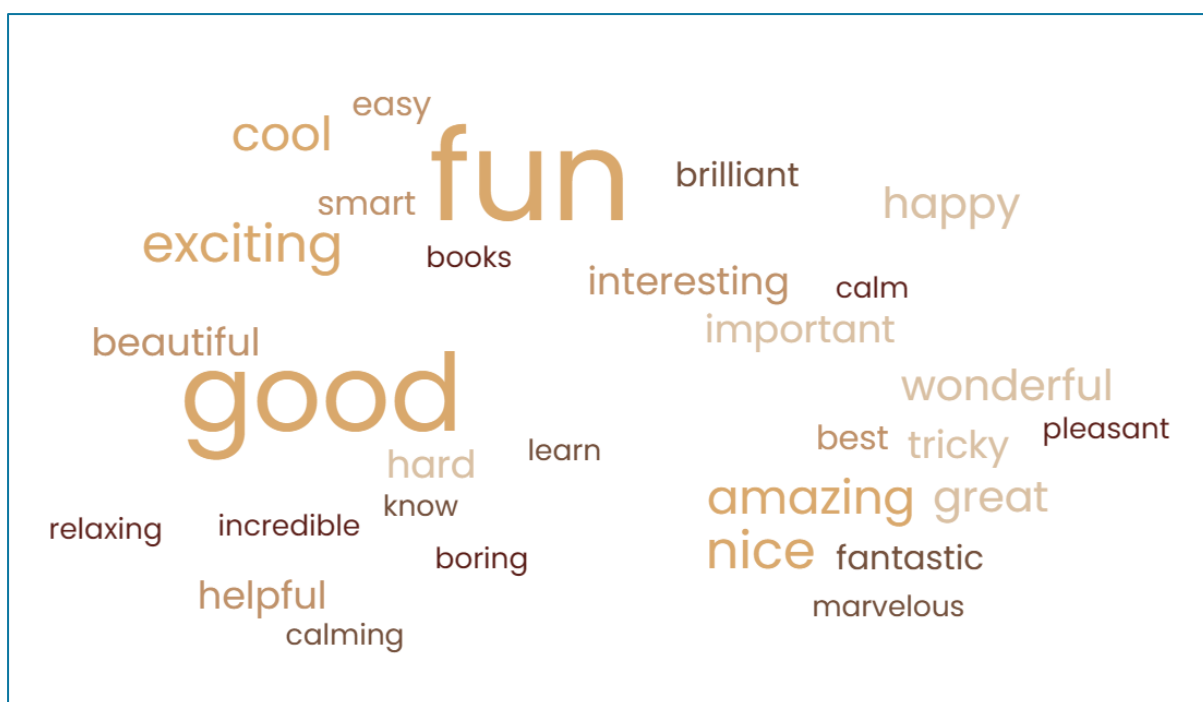 easy
cool
fun
brilliant
smart
happy
exciting
books
interesting
calm
important
beautiful
good
wonderful
pleasant
best
tricky
learn
hard
amazing
great
know
relaxing
incredible
nice
fantastic
boring
helpful
marvelous
calming